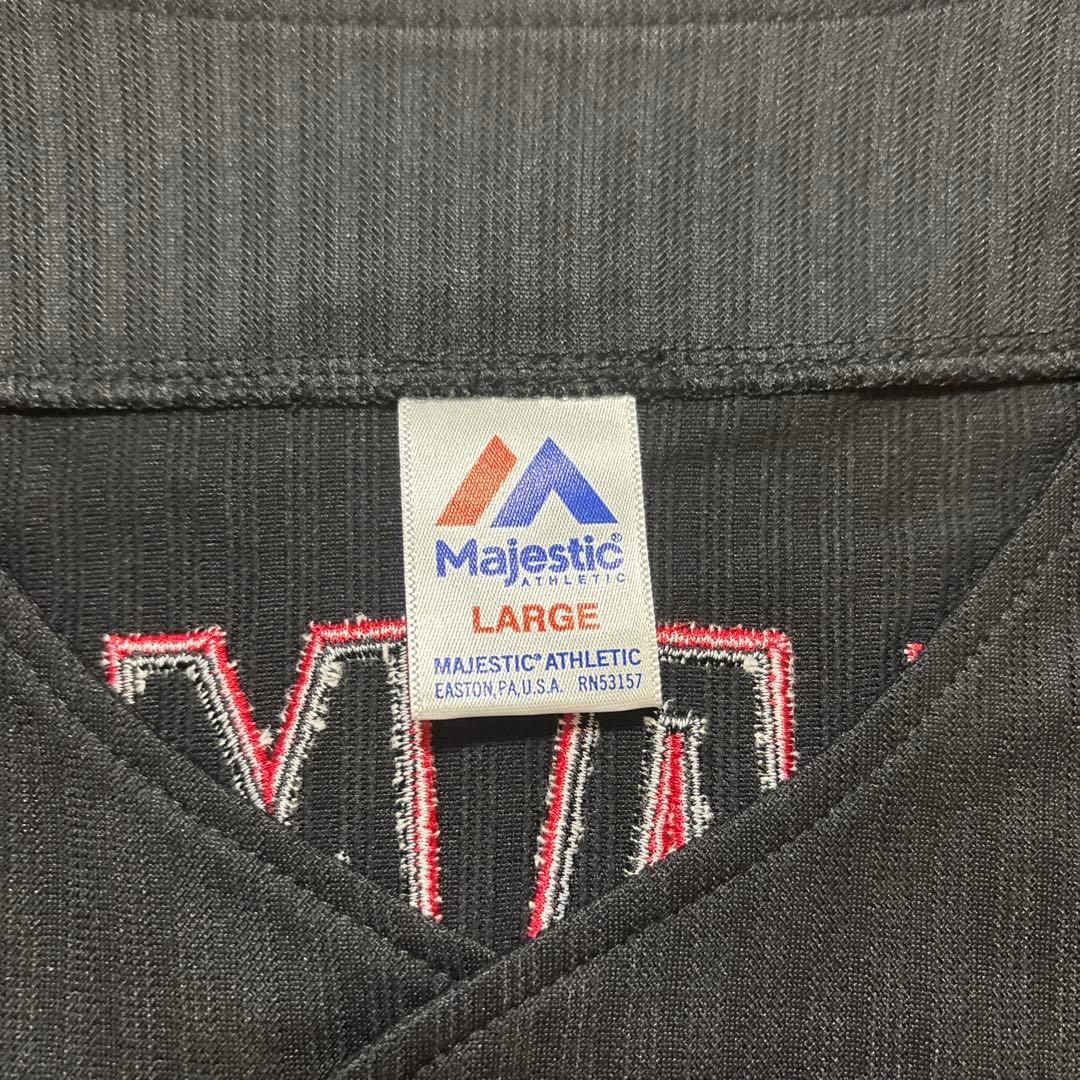 Majestic®
ATHLETIC
LARGE
MAJESTIC® ATHLETIC
EASTON, PA, U.S.A. RN53157